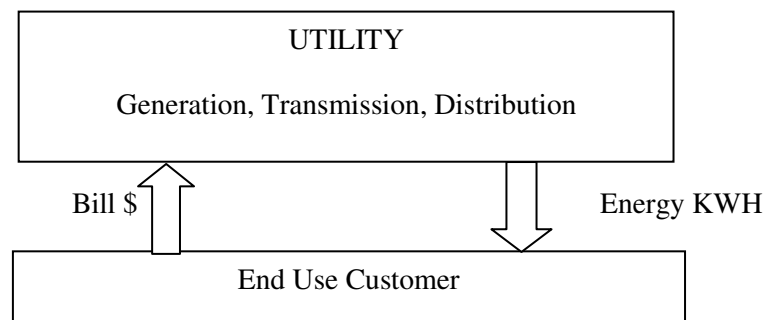 UTILITY
Generation, Transmission, Distribution
Bill $
Energy KWH
End Use Customer